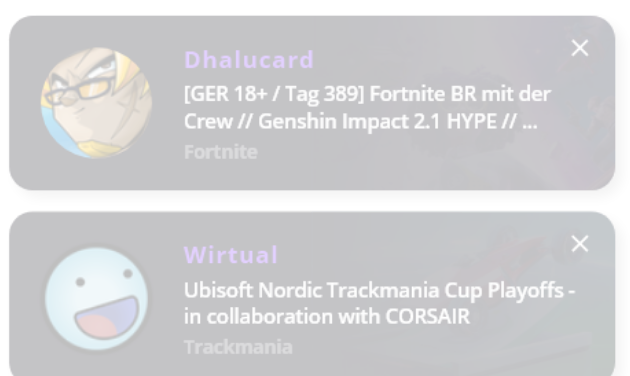 Dhalucard
[GER 18+ / Tag 389] Fortnite BR mit der
Crew // Genshin Impact 2.1 HYPE // ...
Fortnite
Wirtual
Ubisoft Nordic Trackmania Cup Playoffs -
in collaboration with CORSAIR
Trackmania